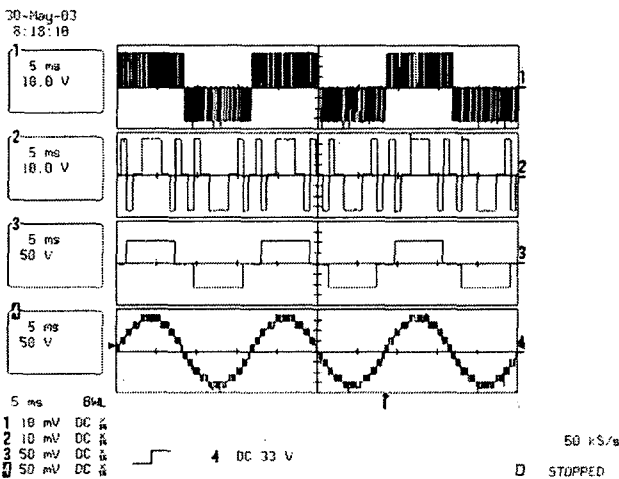 30-May-03
8:18:18
1
5 ms
10.0 V
1
2
5 ms
10.0 V
2
3
5 ms
50 V
3
4
5 ms
50 V
4
5 ms BWL
1 10 mV DC
2 10 mV DC
3 50 mV DC
4 50 mV DC
4 DC 33 V
50 kS/s
STOPPED